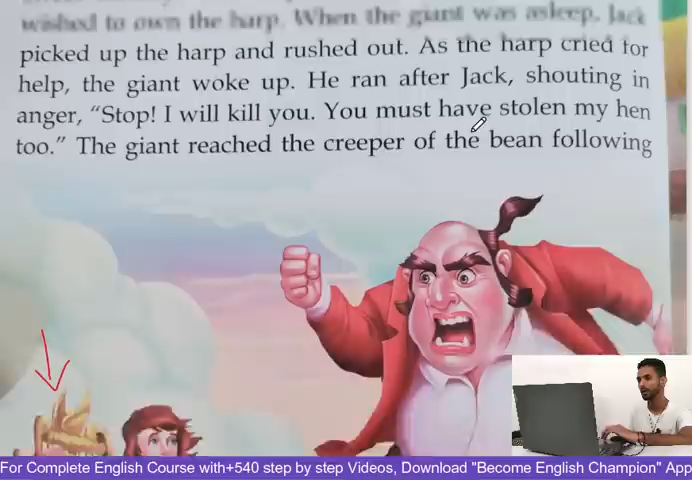 wished to own the harp. When the giant was asleep, Jack
picked up the harp and rushed out. As the harp cried for
help, the giant woke up. He ran after Jack, shouting in
anger, “Stop! I will kill you. You must have stolen my hen
too.” The giant reached the creeper of the bean following
For Complete English Course with+540 step by step Videos, Download "Become English Champion" App